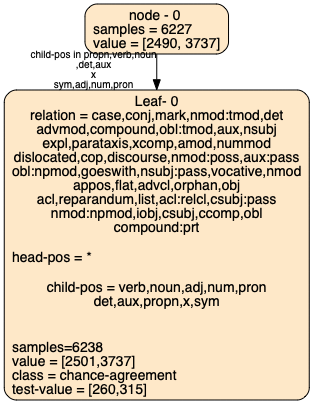 node - 0
samples = 6227
value = [2490, 3737]
child-pos in propn,verb,noun
,det,aux
x
sym,adj,num,pron
Leaf- 0
relation = case,conj,mark,nmod:tmod,det
advmod,compound,obl:tmod,aux,nsubj
expl,parataxis,xcomp,amod,nummod
dislocated,cop,discourse,nmod:poss,aux:pass
obl:npmod,goeswith,nsubj:pass,vocative,nmod
appos,flat,advcl,orphan,obj
acl,reparandum,list,acl:relcl,csubj:pass
nmod:npmod,iobj,csubj,ccomp,obl
compound:prt
head-pos = *
child-pos = verb,noun,adj,num,pron
det,aux,propn,x,sym
samples=6238
value = [2501,3737]
class = chance-agreement
test-value = [260,315]